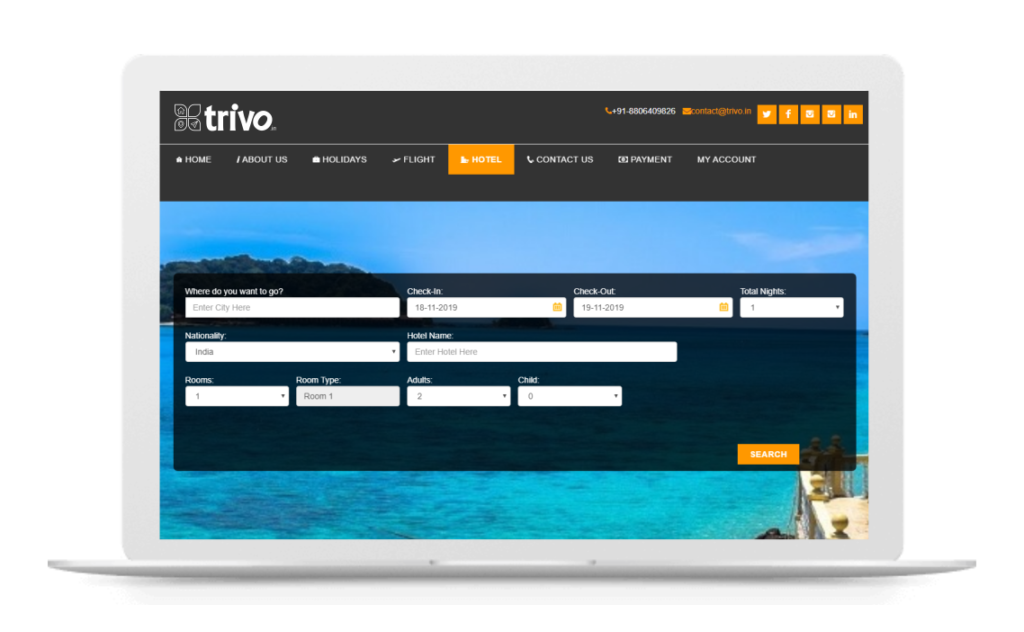 trivo.in
+91-8806409826 contact@trivo.in
HOME ABOUT US HOLIDAYS FLIGHT HOTEL CONTACT US PAYMENT MY ACCOUNT
Where do you want to go? Check-In: Check-Out: Total Nights:
Enter City Here 18-11-2019 19-11-2019 1
Nationality: Hotel Name:
India Enter Hotel Here
Rooms: Room Type: Adults: Child:
1 Room 1 2 0
SEARCH